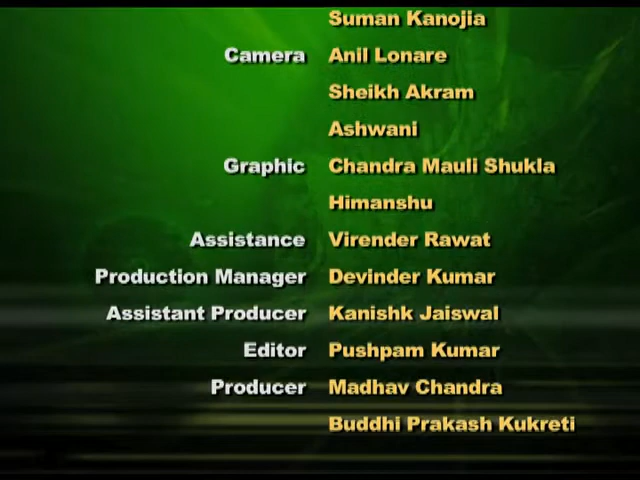 Suman Kanojia
Camera Anil Lonare
Sheikh Akram
Ashwani
Graphic Chandra Mauli Shukla
Himanshu
Assistance Virender Rawat
Production Manager Devinder Kumar
Assistant Producer Kanishk Jaiswal
Editor Pushpam Kumar
Producer Madhav Chandra
Buddhi Prakash Kukreti